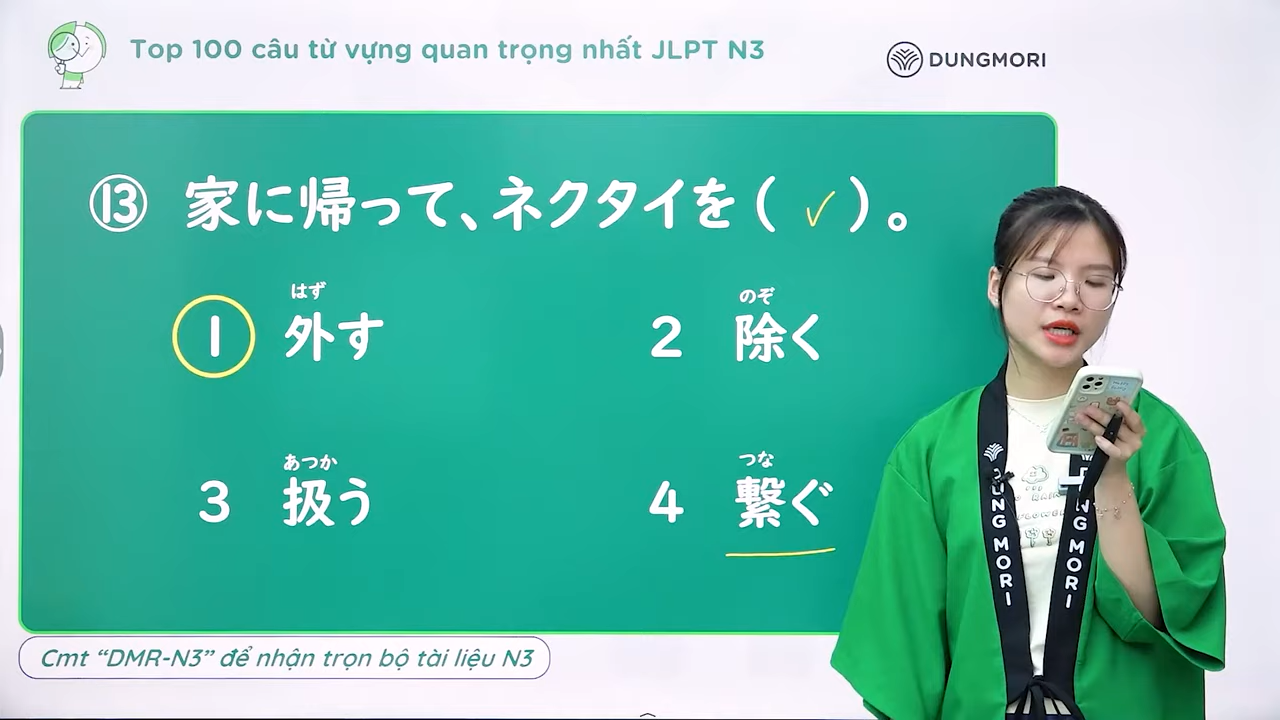 Top 100 câu từ vựng quan trọng nhất JLPT N3
DUNGMORI
⑬ 家に帰って、ネクタイを( ✓ )。
はず
1 外す
のぞ
2 除く
あつか
3 扱う
つな
4 繋ぐ
Cmt “DMR-N3” để nhận trọn bộ tài liệu N3
DUNG MORI